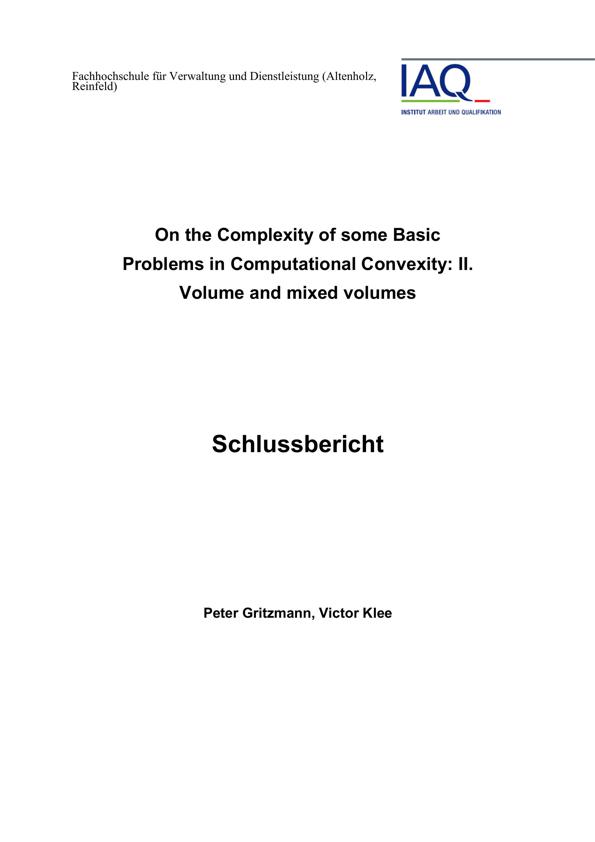 Fachhochschule für Verwaltung und Dienstleistung (Altenholz,
Reinfeld)
IAQ
INSTITUT ARBEIT UND QUALIFIKATION
On the Complexity of some Basic
Problems in Computational Convexity: II.
Volume and mixed volumes
Schlussbericht
Peter Gritzmann, Victor Klee